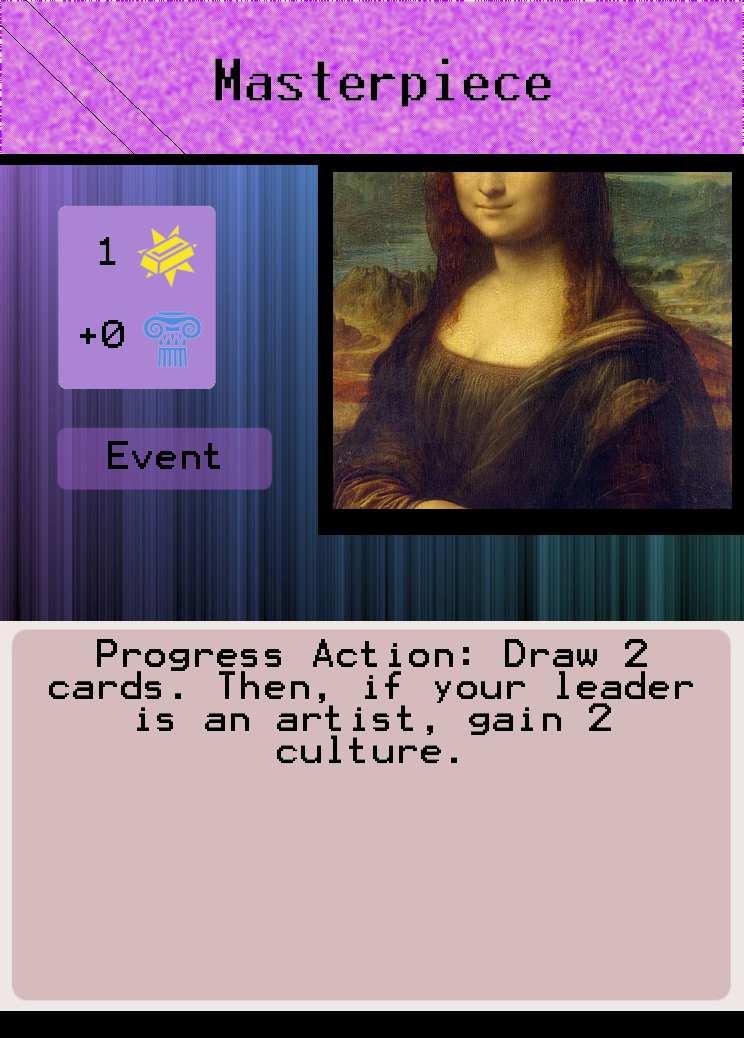 Masterpiece
1
+0
Event
Progress Action: Draw 2
cards. Then, if your leader
is an artist, gain 2
culture.